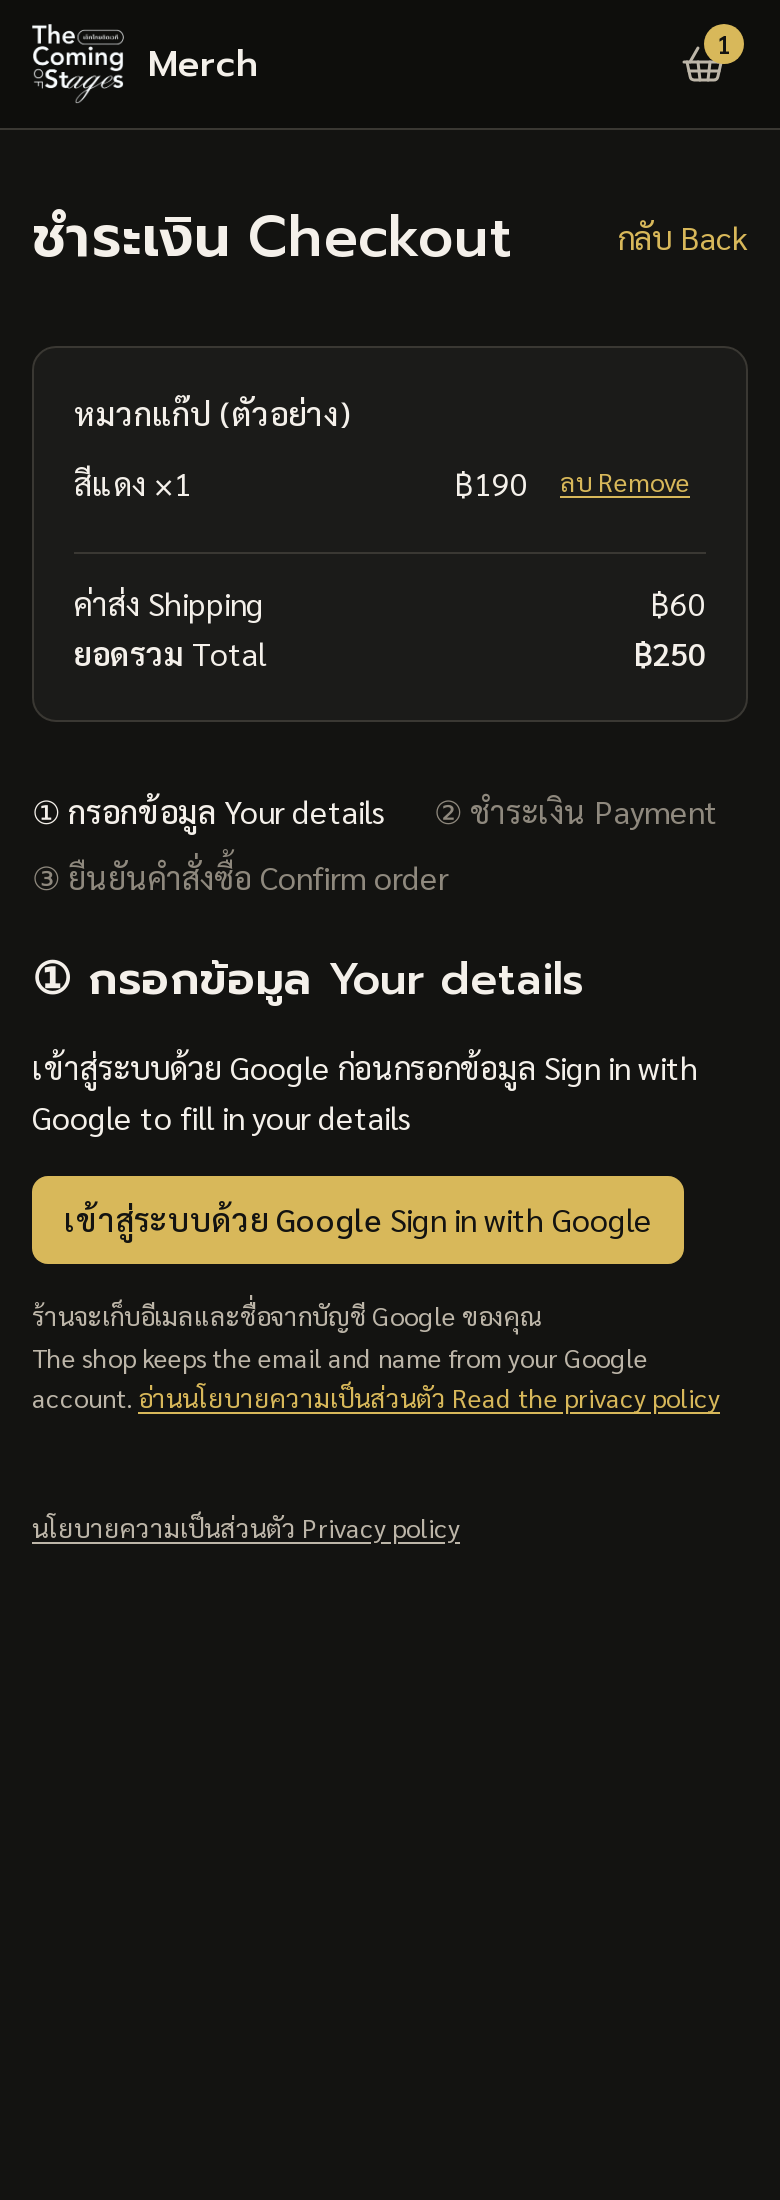 The
Coming
OF Stages
Merch
1
ชำระเงิน Checkout
กลับ Back
หมวกแก๊ป (ตัวอย่าง)
สีแดง ×1 ฿190 ลบ Remove
ค่าส่ง Shipping ฿60
ยอดรวม Total ฿250
① กรอกข้อมูล Your details ② ชำระเงิน Payment
③ ยืนยันคำสั่งซื้อ Confirm order
① กรอกข้อมูล Your details
เข้าสู่ระบบด้วย Google ก่อนกรอกข้อมูล Sign in with
Google to fill in your details
เข้าสู่ระบบด้วย Google Sign in with Google
ร้านจะเก็บอีเมลและชื่อจากบัญชี Google ของคุณ
The shop keeps the email and name from your Google
account. อ่านนโยบายความเป็นส่วนตัว Read the privacy policy
นโยบายความเป็นส่วนตัว Privacy policy